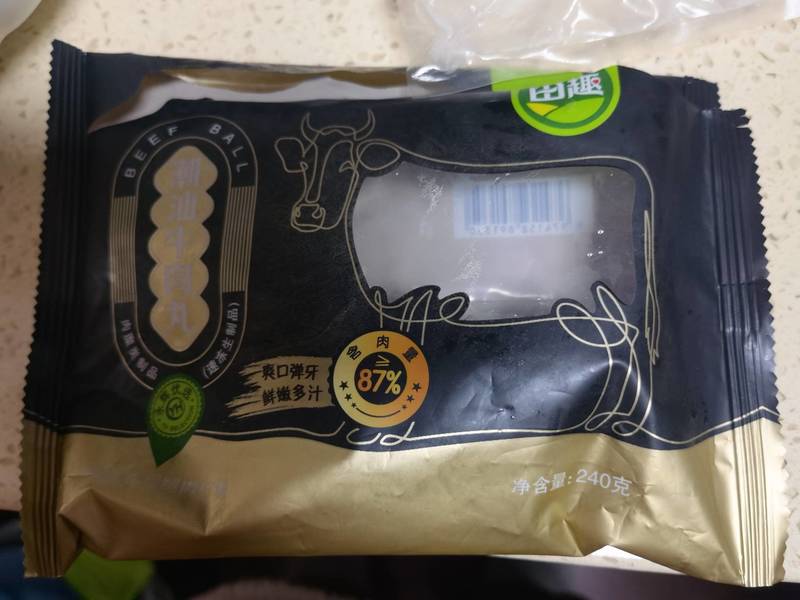 田趣
BEEF BALL
潮汕牛肉丸
肉糜类制品
(速冻生制品)
爽口弹牙
鲜嫩多汁
含肉量
≥
87%
净含量:240克